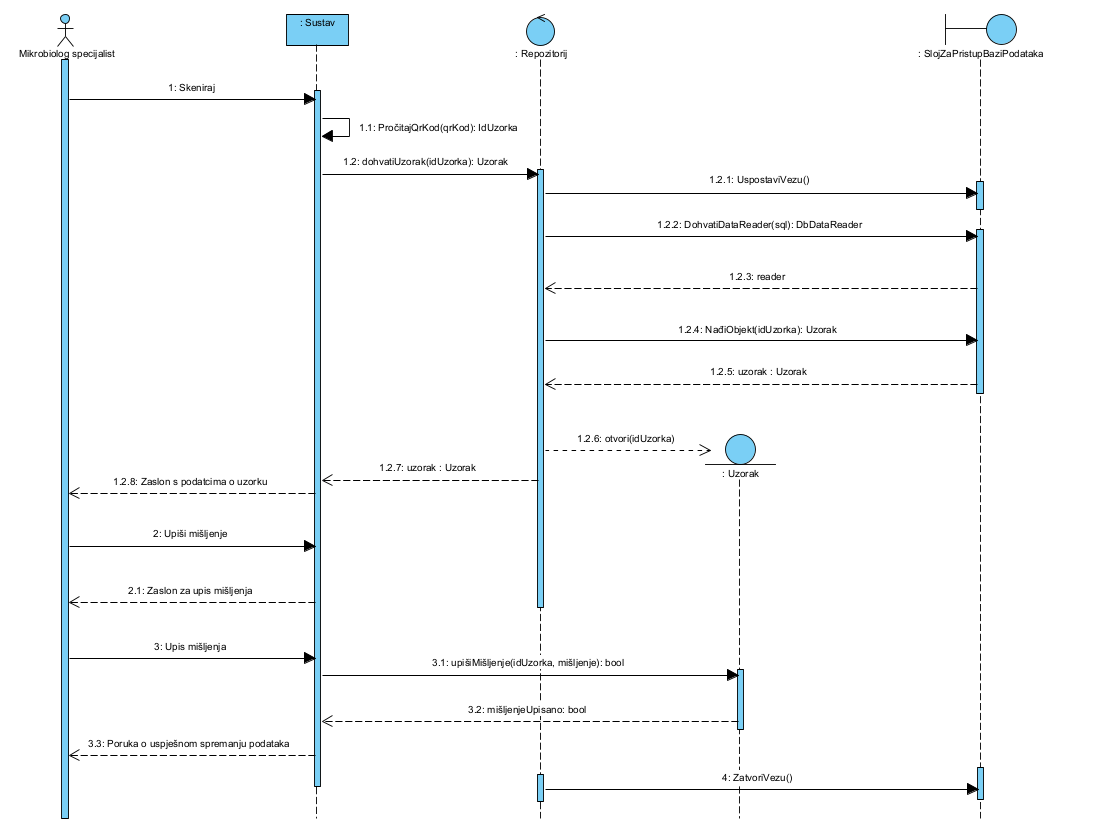 : Sustav
Mikrobiolog specijalist
: Repozitorij
: SlojZaPristupBaziPodataka
1: Skeniraj
1.1: PročitajQrKod(qrKod): IdUzorka
1.2: dohvatiUzorak(idUzorka): Uzorak
1.2.1: UspostaviVezu()
1.2.2: DohvatiDataReader(sql): DbDataReader
1.2.3: reader
1.2.4: NađiObjekt(idUzorka): Uzorak
1.2.5: uzorak : Uzorak
1.2.6: otvori(idUzorka)
: Uzorak
1.2.7: uzorak : Uzorak
1.2.8: Zaslon s podatcima o uzorku
2: Upiši mišljenje
2.1: Zaslon za upis mišljenja
3: Upis mišljenja
3.1: upišiMišljenje(idUzorka, mišljenje): bool
3.2: mišljenjeUpisano: bool
3.3: Poruka o uspješnom spremanju podataka
4: ZatvoriVezu()